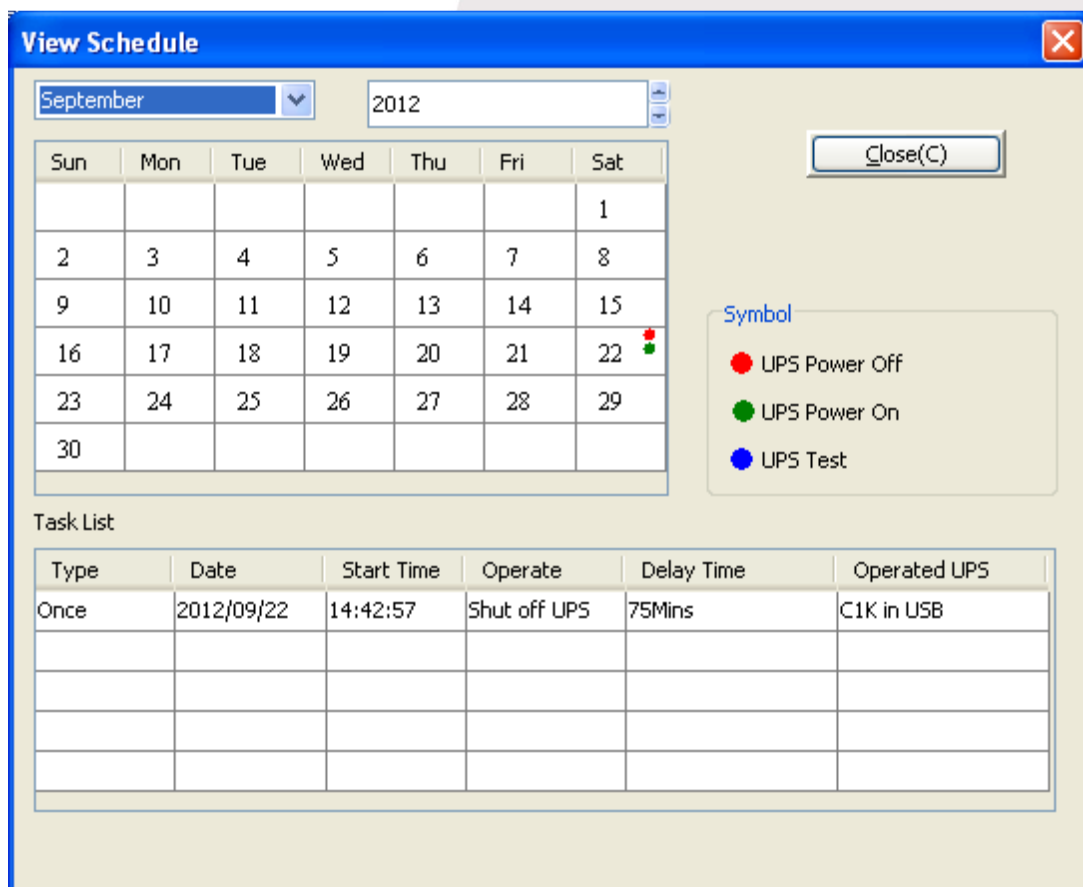 View Schedule
September 2012
Close(C)
Sun Mon Tue Wed Thu Fri Sat
1
2 3 4 5 6 7 8
9 10 11 12 13 14 15
16 17 18 19 20 21 22
23 24 25 26 27 28 29
30
Symbol
UPS Power Off
UPS Power On
UPS Test
Task List
Type Date Start Time Operate Delay Time Operated UPS
Once 2012/09/22 14:42:57 Shut off UPS 75Mins C1K in USB